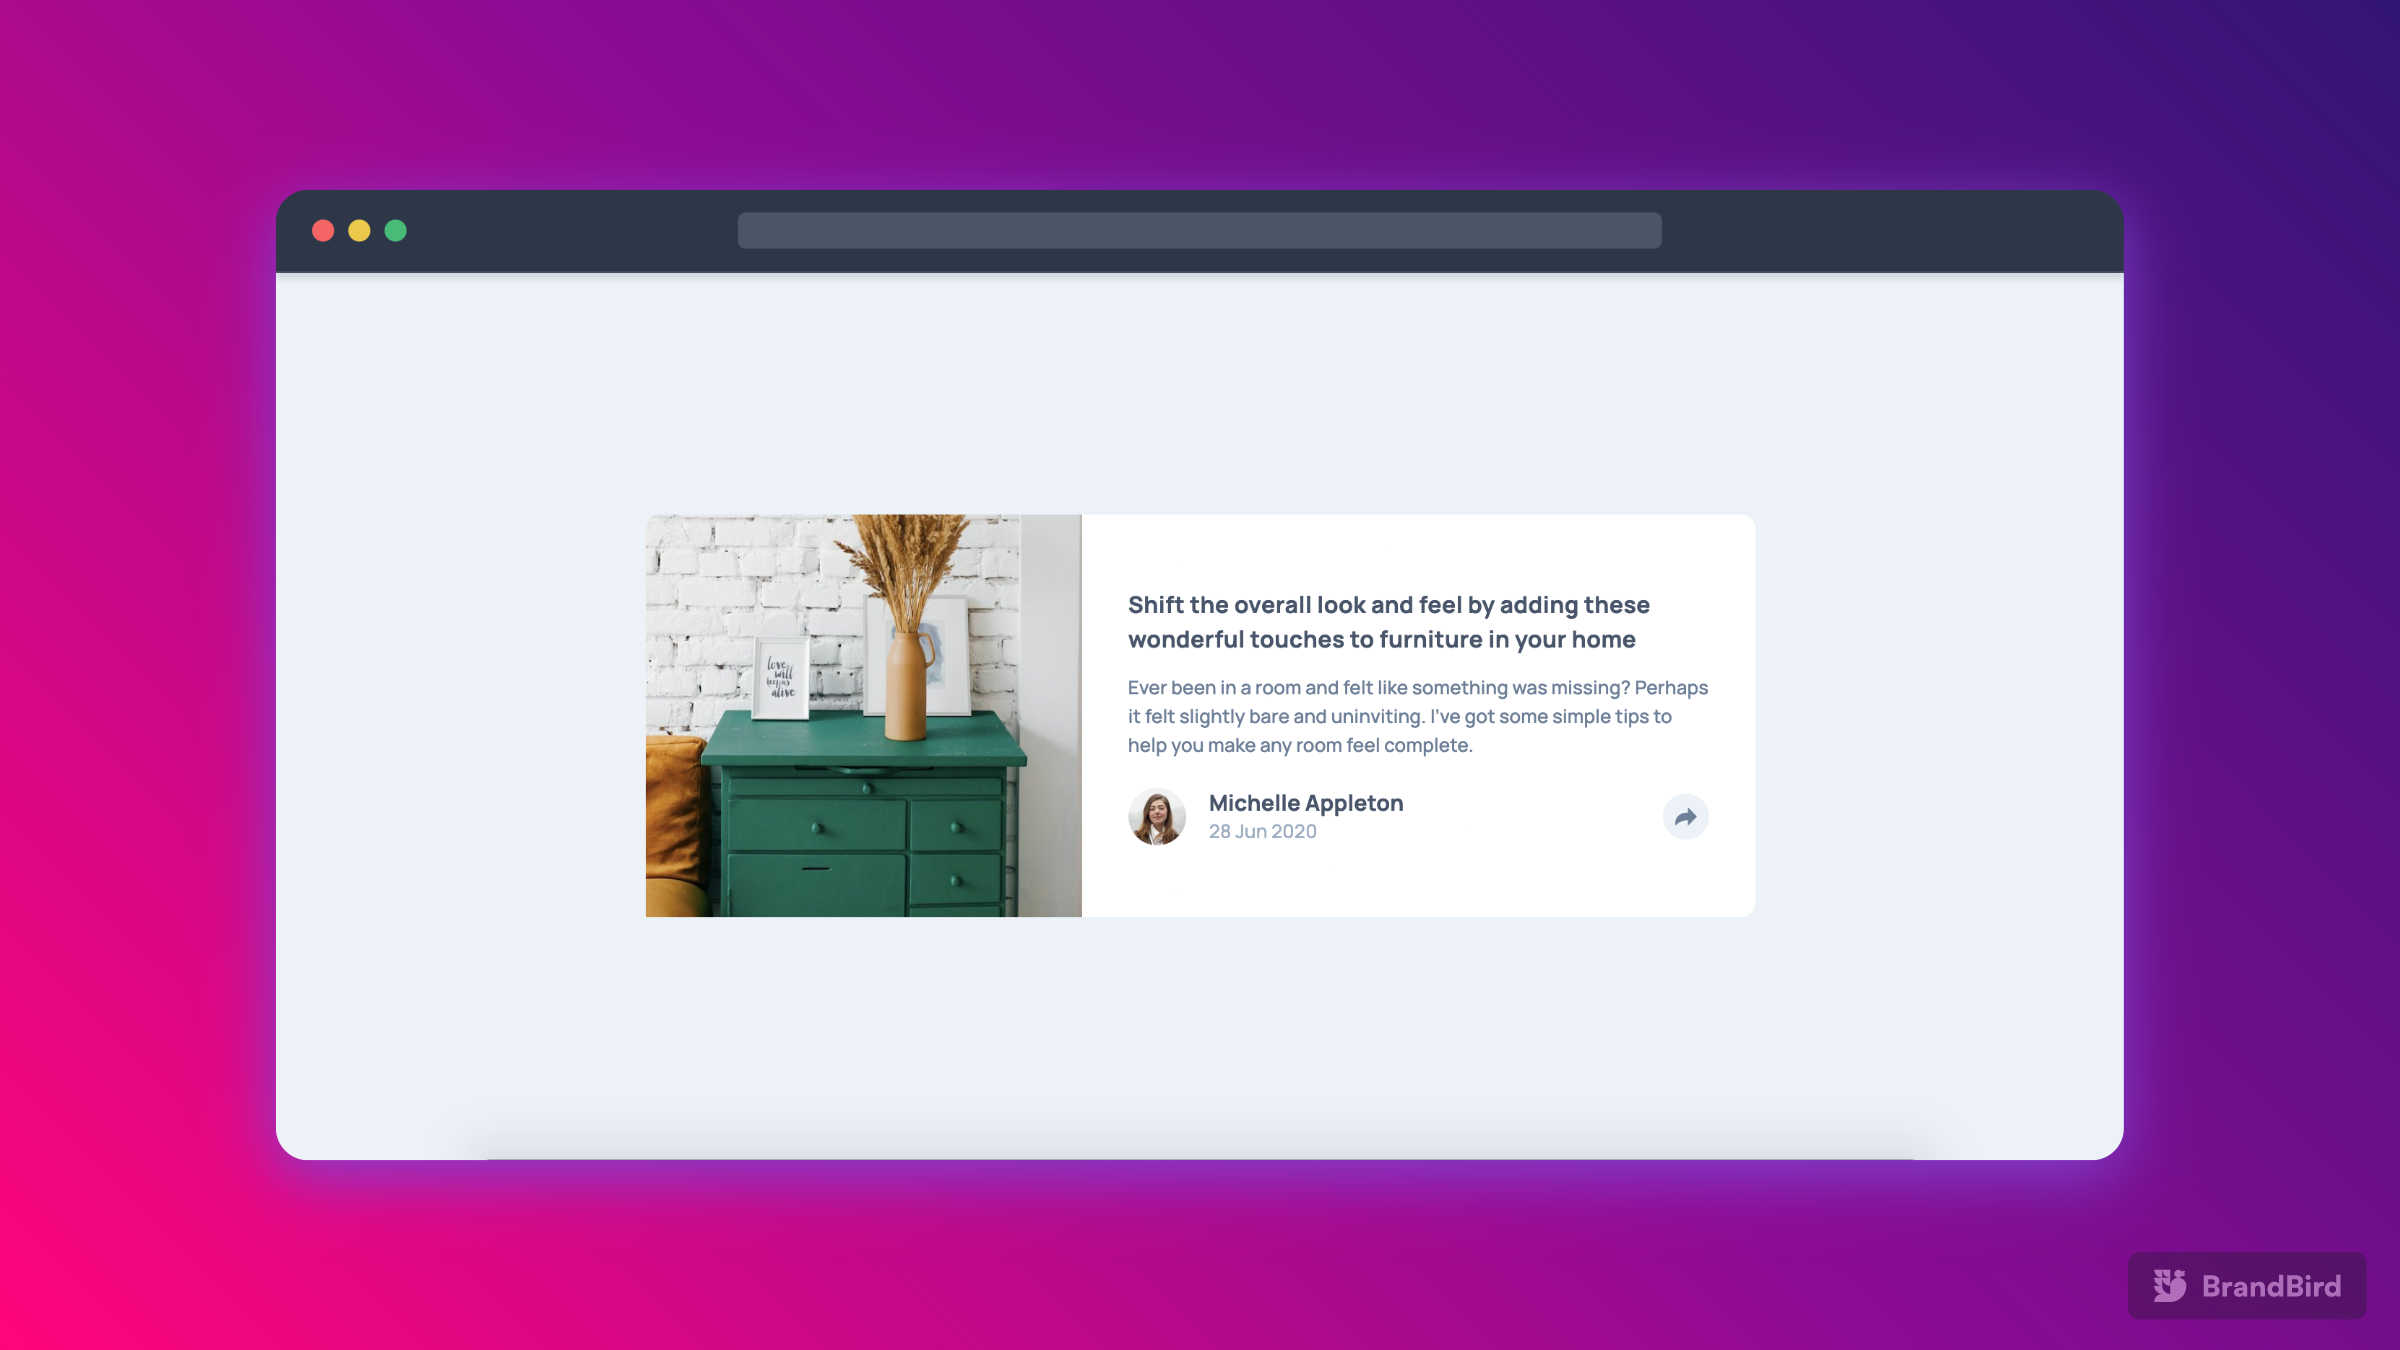 love
will
keep us
alive
Shift the overall look and feel by adding these
wonderful touches to furniture in your home
Ever been in a room and felt like something was missing? Perhaps
it felt slightly bare and uninviting. I’ve got some simple tips to
help you make any room feel complete.
Michelle Appleton
28 Jun 2020
BrandBird